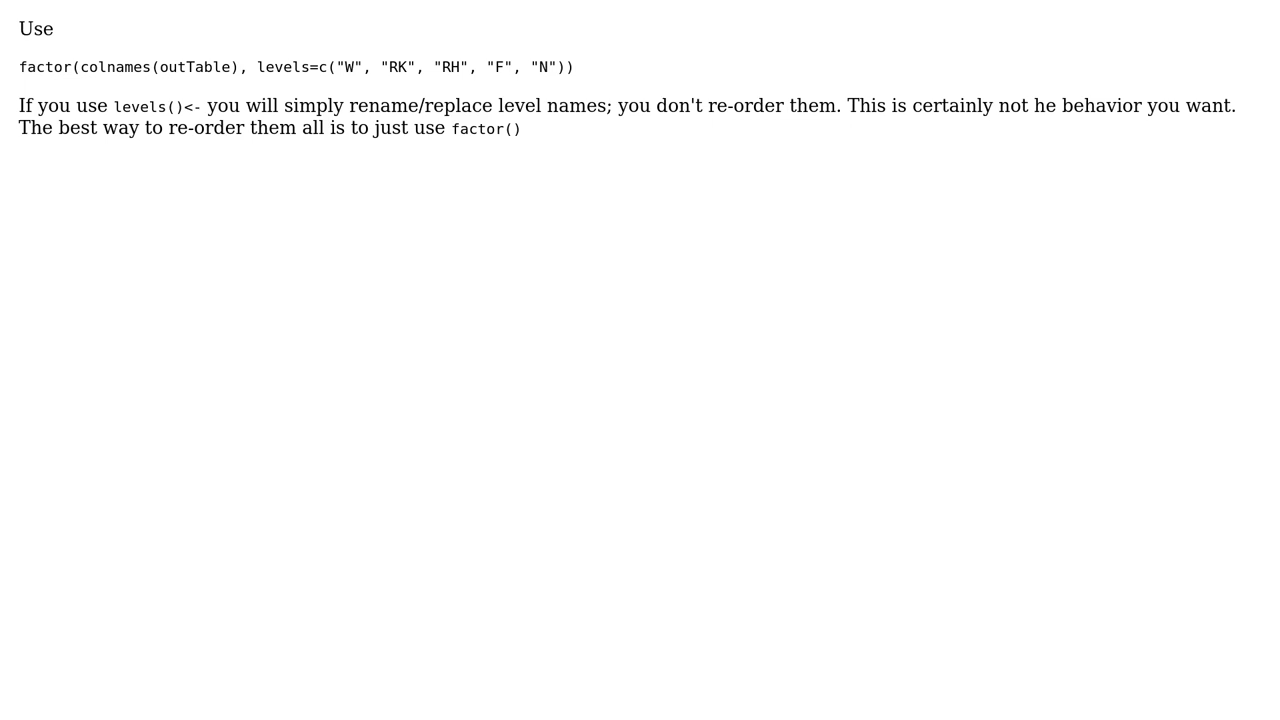 Use
factor(colnames(outTable), levels=c("W", "RK", "RH", "F", "N"))
If you use levels()<- you will simply rename/replace level names; you don't re-order them. This is certainly not he behavior you want.
The best way to re-order them all is to just use factor()